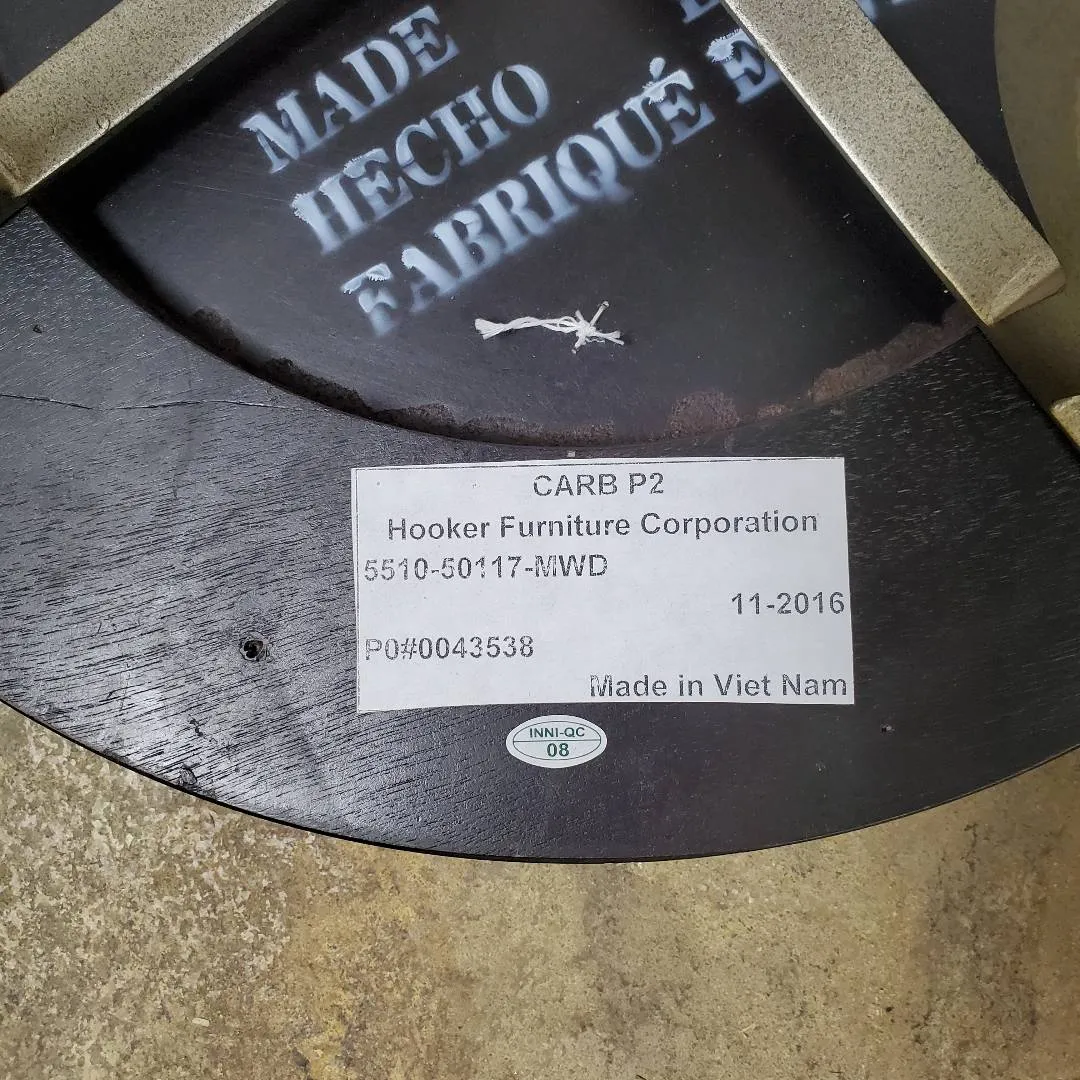 MADE
HECHO
FABRIQUÉ
CARB P2
Hooker Furniture Corporation
5510-50117-MWD
11-2016
P0#0043538
Made in Viet Nam
INNI-QC
08